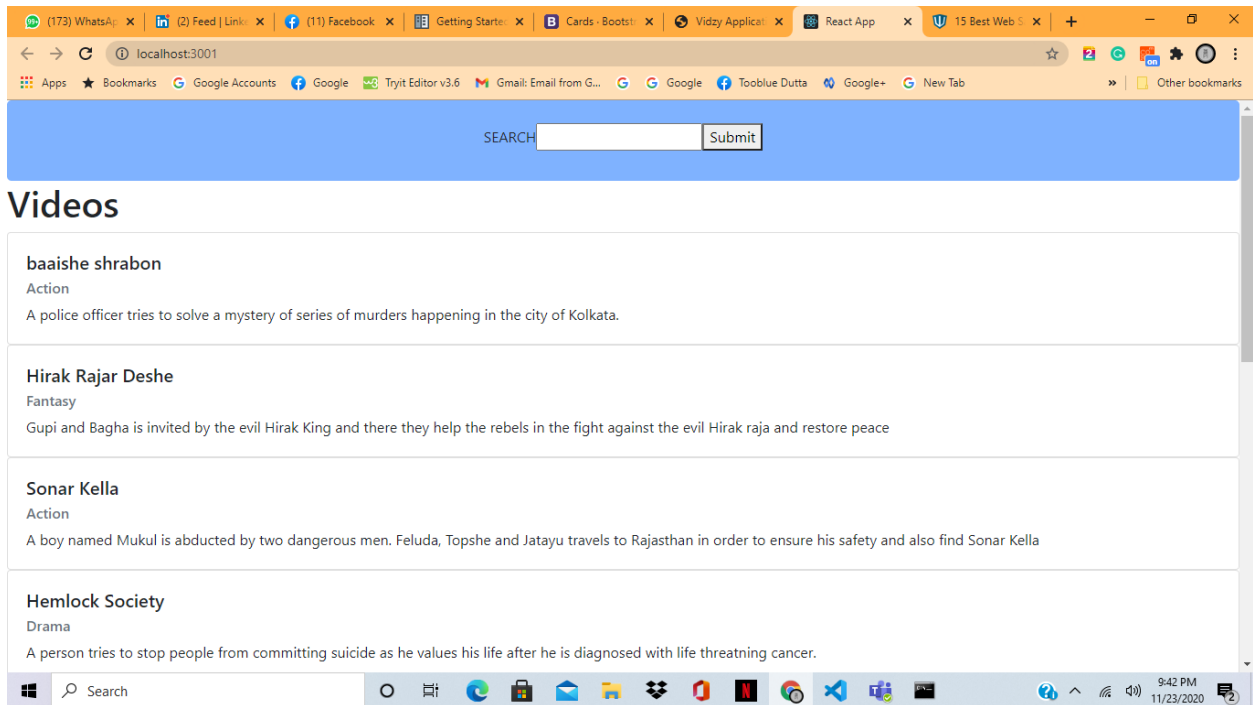 (173) WhatsAp (2) Feed | Linke (11) Facebook Getting Started Cards · Bootstr Vidzy Applicat React App 15 Best Web S
localhost:3001
Apps Bookmarks Google Accounts Google Tryit Editor v3.6 Gmail: Email from G... Google Tooblue Dutta Google+ New Tab » Other bookmarks
SEARCH Submit
Videos
baaishe shrabon
Action
A police officer tries to solve a mystery of series of murders happening in the city of Kolkata.
Hirak Rajar Deshe
Fantasy
Gupi and Bagha is invited by the evil Hirak King and there they help the rebels in the fight against the evil Hirak raja and restore peace
Sonar Kella
Action
A boy named Mukul is abducted by two dangerous men. Feluda, Topshe and Jatayu travels to Rajasthan in order to ensure his safety and also find Sonar Kella
Hemlock Society
Drama
A person tries to stop people from committing suicide as he values his life after he is diagnosed with life threatning cancer.
Search
9:42 PM
11/23/2020
2